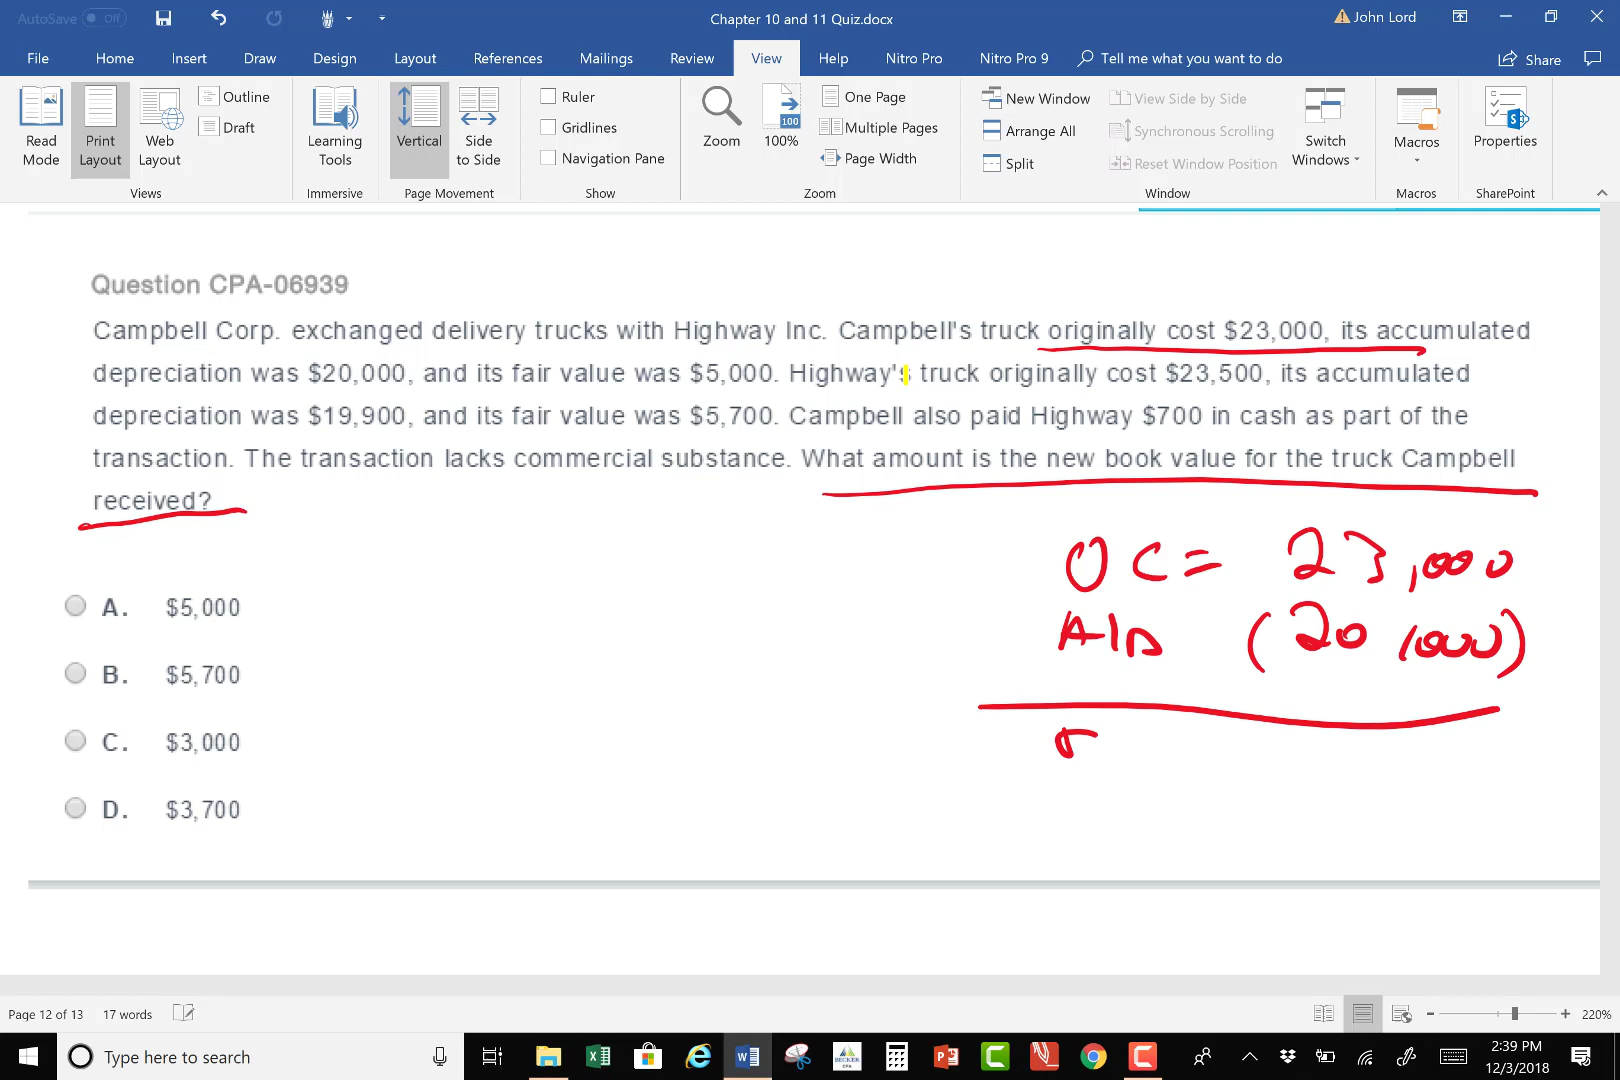 AutoSave Off
Chapter 10 and 11 Quiz.docx
John Lord
File Home Insert Draw Design Layout References Mailings Review View Help Nitro Pro Nitro Pro 9 Tell me what you want to do Share
Read Mode
Print Layout
Web Layout
Outline
Draft
Views
Learning Tools
Immersive
Vertical
Side to Side
Page Movement
Ruler
Gridlines
Navigation Pane
Show
Zoom
100
100%
One Page
Multiple Pages
Page Width
Zoom
New Window
Arrange All
Split
View Side by Side
Synchronous Scrolling
Reset Window Position
Switch Windows
Window
Macros
Macros
Properties
SharePoint
Question CPA-06939
Campbell Corp. exchanged delivery trucks with Highway Inc. Campbell's truck originally cost $23,000, its accumulated
depreciation was $20,000, and its fair value was $5,000. Highway's truck originally cost $23,500, its accumulated
depreciation was $19,900, and its fair value was $5,700. Campbell also paid Highway $700 in cash as part of the
transaction. The transaction lacks commercial substance. What amount is the new book value for the truck Campbell
received?
OC= 23,000
A/D (20,000)
A. $5,000
B. $5,700
C. $3,000
D. $3,700
Page 12 of 13 17 words
220%
Type here to search
BECKER
2:39 PM
12/3/2018